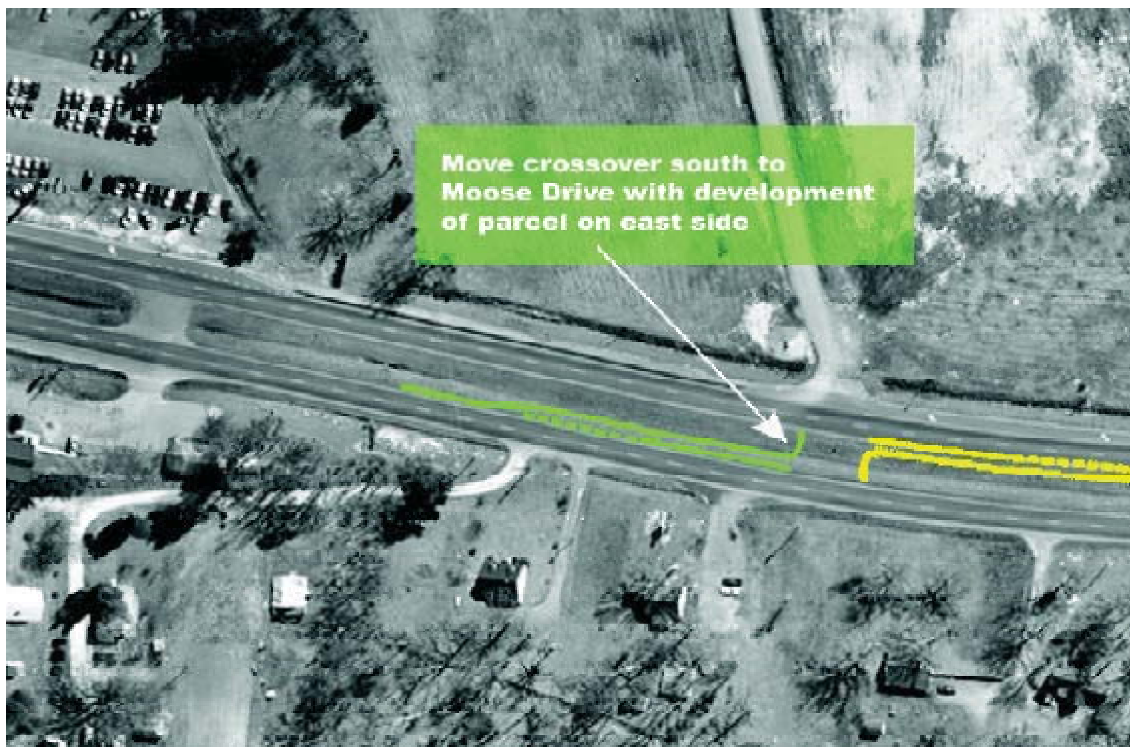 Move crossover south to
Moose Drive with development
of parcel on east side